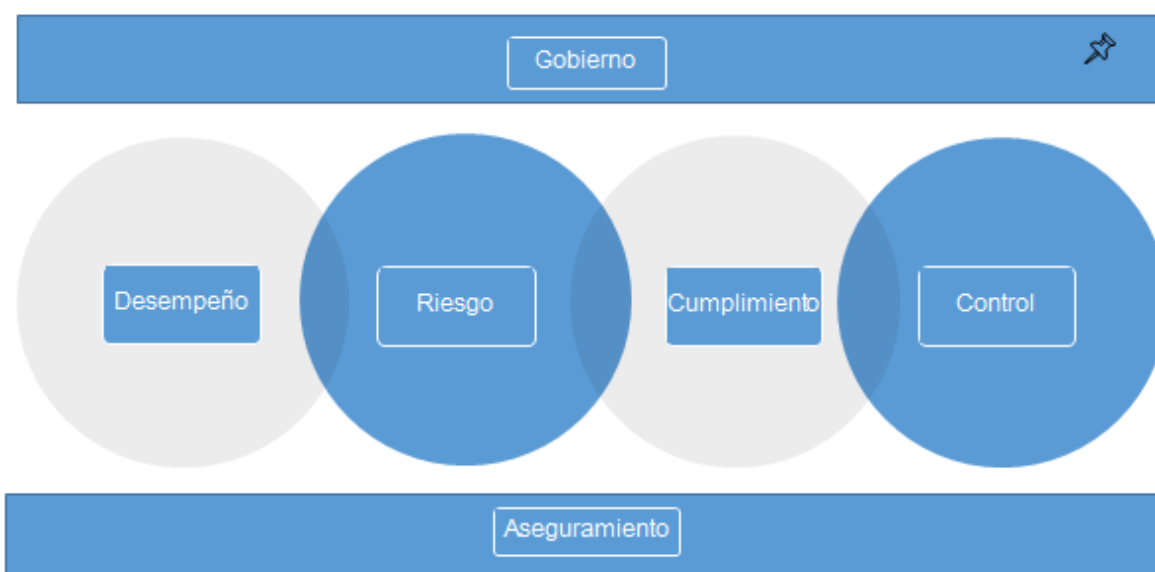 Gobierno
Desempeño
Riesgo
Cumplimiento
Control
Aseguramiento